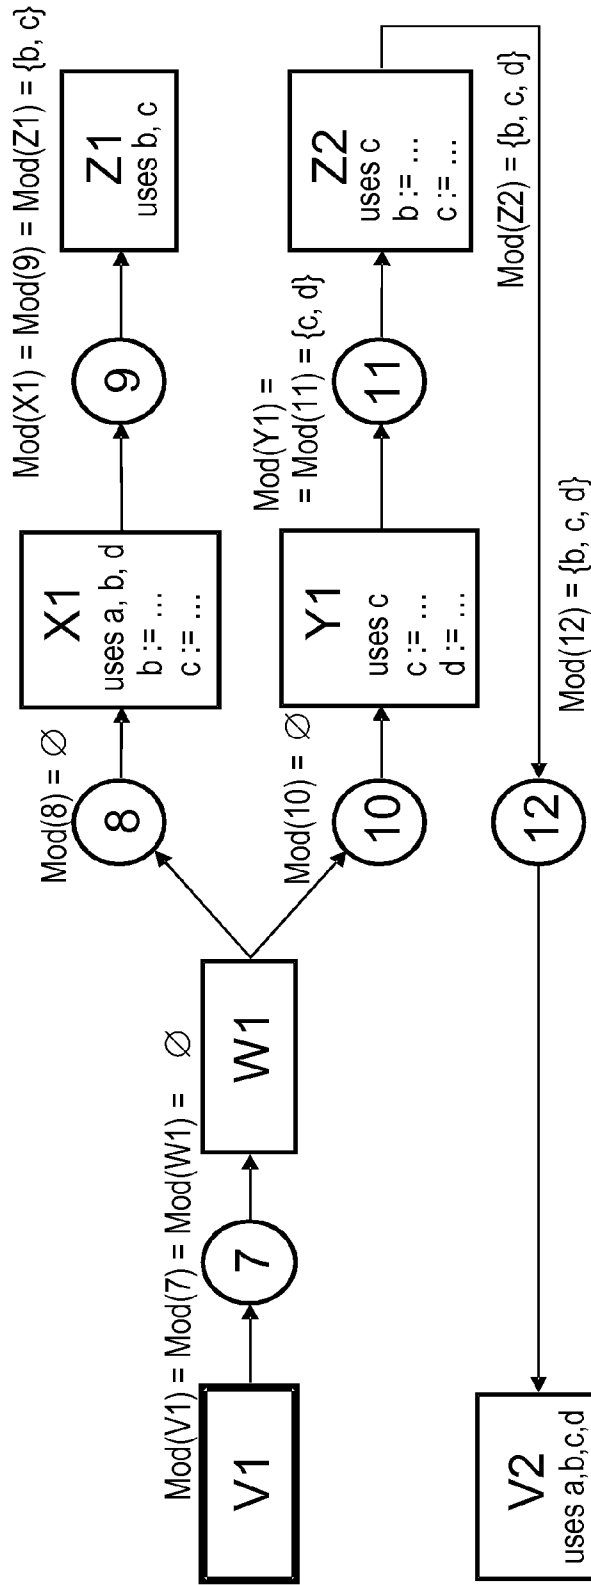 Mod(X1) = Mod(9) = Mod(Z1) = {b, c}
Mod(8) = ∅
8
X1
uses a, b, d
b := ...
c := ...
9
Z1
uses b, c
Mod(V1) = Mod(7) = Mod(W1) = ∅
V1
7
W1
Mod(10) = ∅
10
Y1
uses c
c := ...
d := ...
Mod(Y1) =
= Mod(11) = {c, d}
11
Z2
uses c
b := ...
c := ...
Mod(Z2) = {b, c, d}
V2
uses a,b,c,d
12
Mod(12) = {b, c, d}